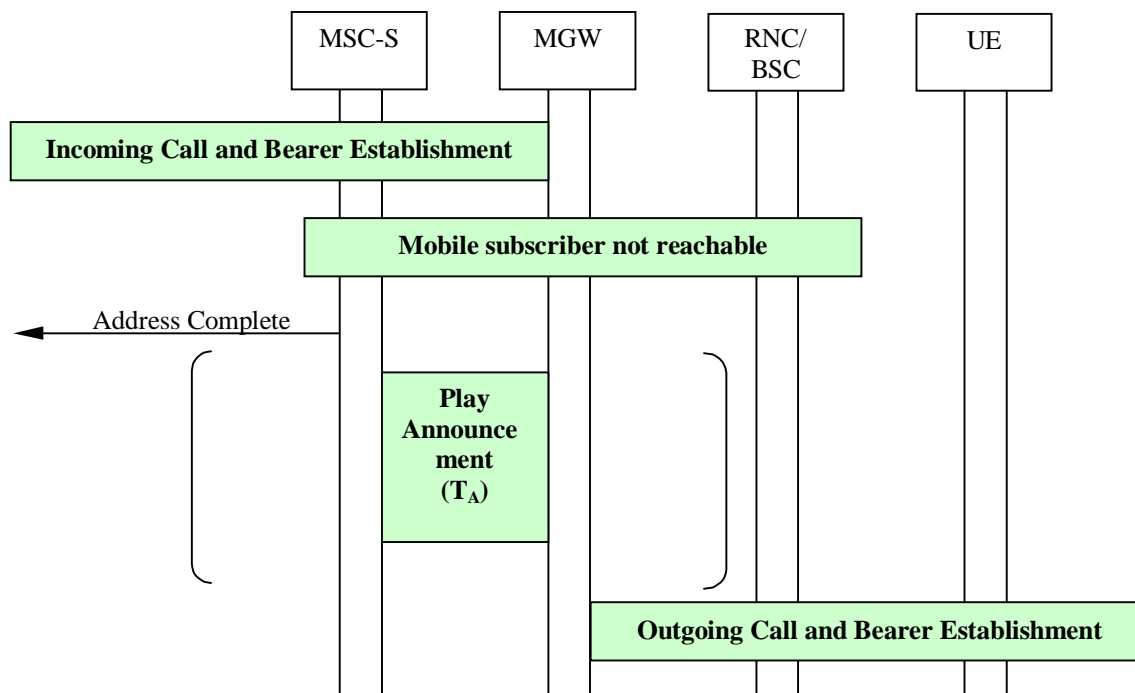 MSC-S
MGW
RNC/
BSC
UE
Incoming Call and Bearer Establishment
Mobile subscriber not reachable
Address Complete
Play
Announce
ment
(TA)
Outgoing Call and Bearer Establishment